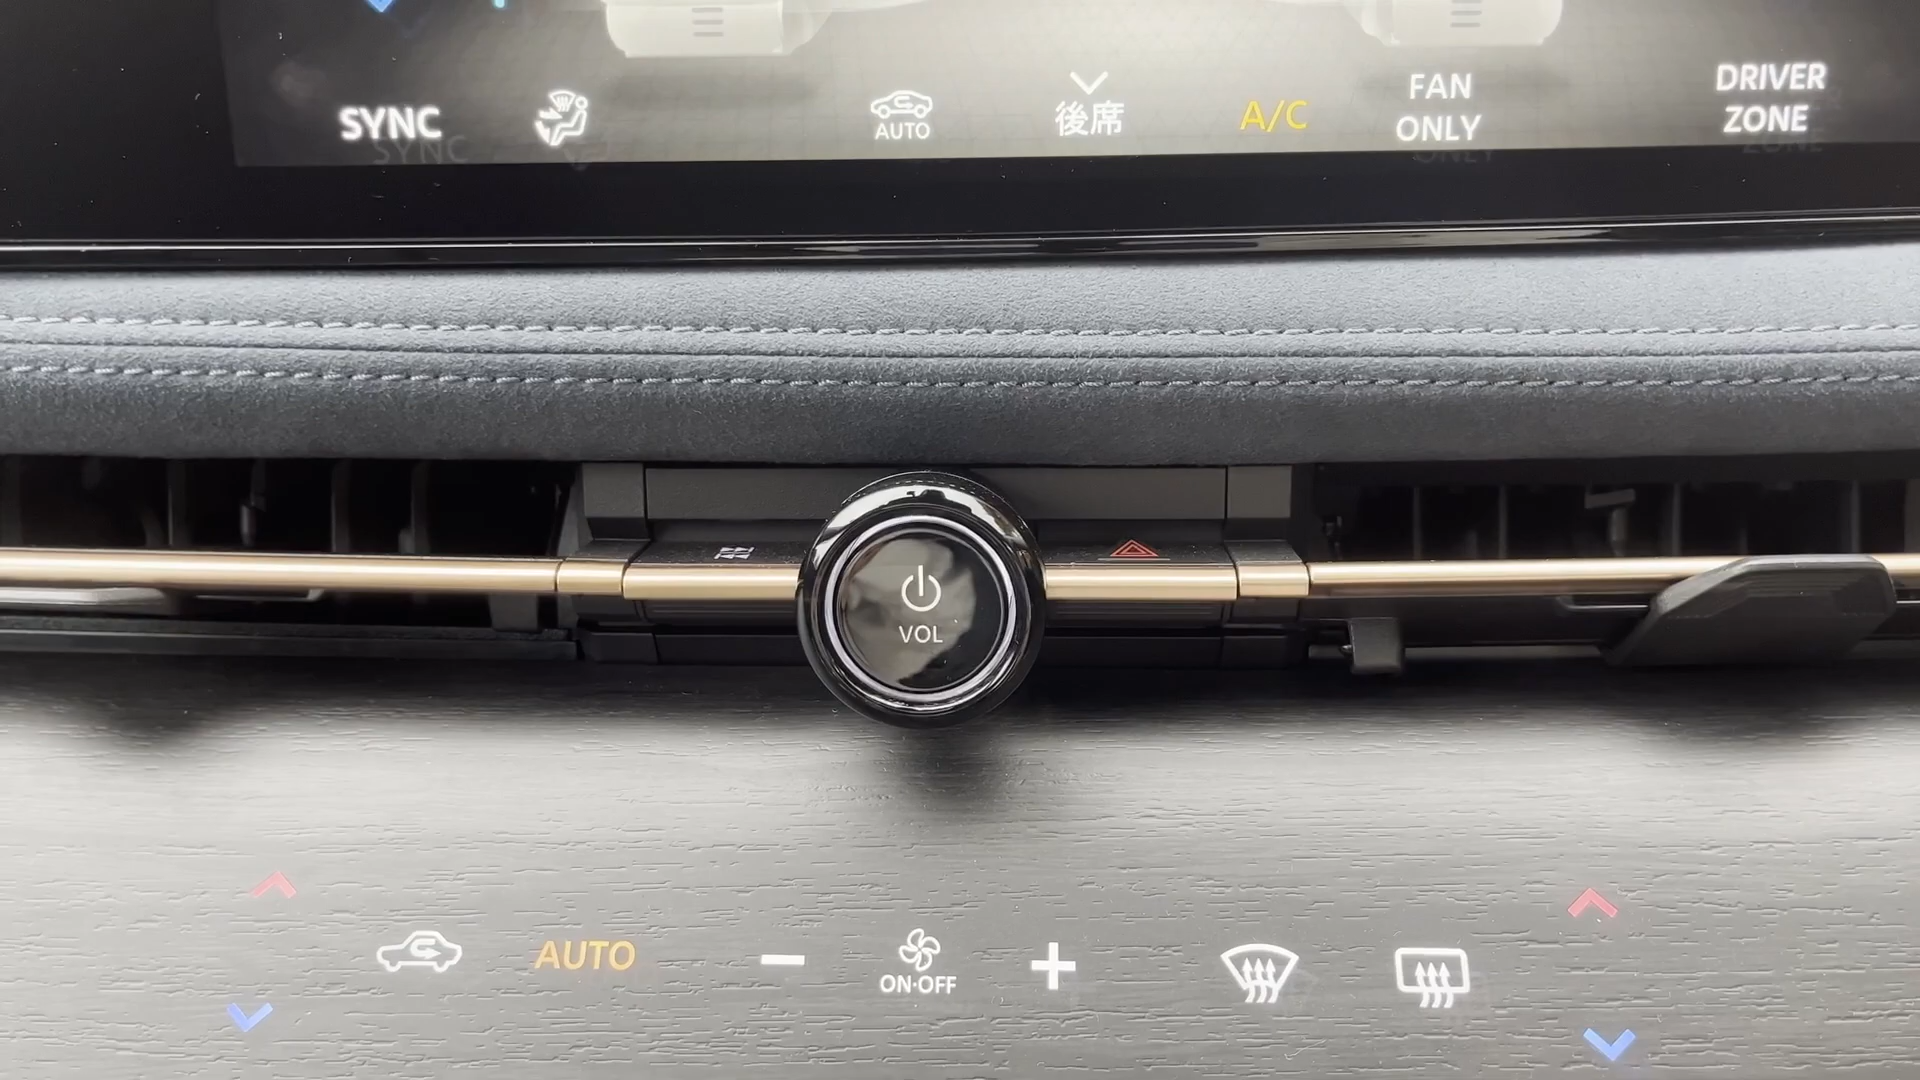 SYNC
AUTO
後席
A/C
FAN
ONLY
DRIVER
ZONE
VOL
AUTO
ON·OFF